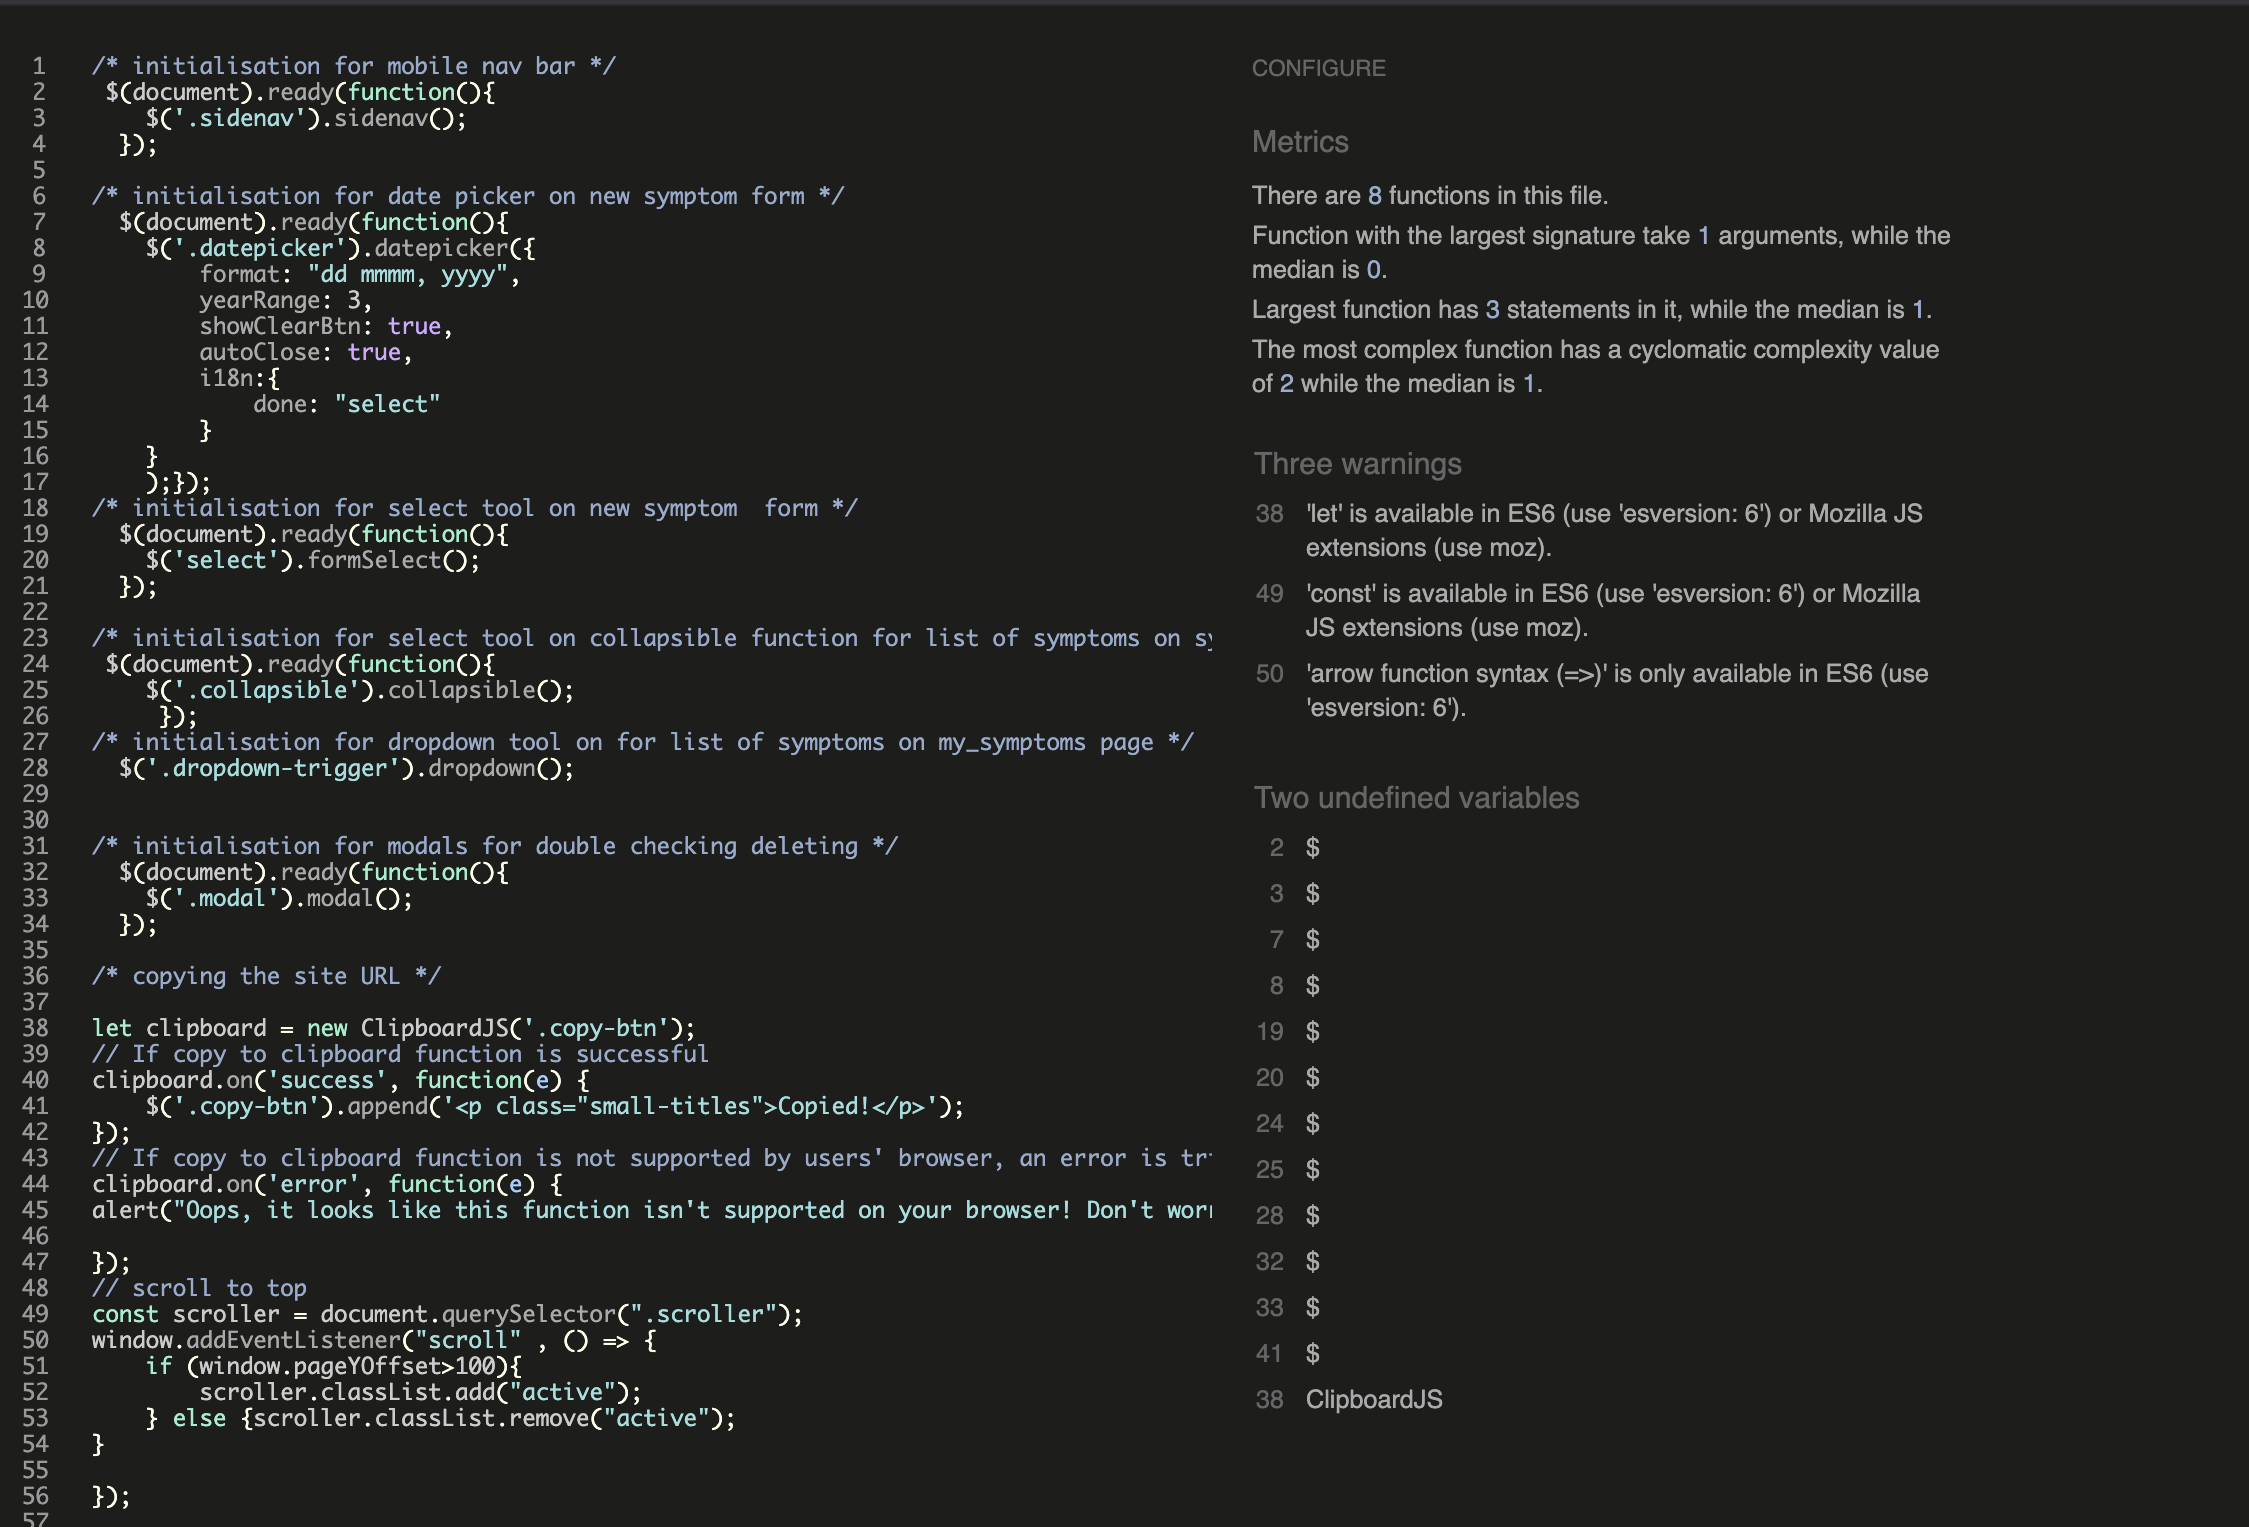 1 /* initialisation for mobile nav bar */
2 $(document).ready(function(){
3 $('.sidenav').sidenav();
4 });
5
6 /* initialisation for date picker on new symptom form */
7 $(document).ready(function(){
8 $('.datepicker').datepicker({
9 format: "dd mmmm, yyyy",
10 yearRange: 3,
11 showClearBtn: true,
12 autoClose: true,
13 i18n:{
14 done: "select"
15 }
16 }
17 );});
18 /* initialisation for select tool on new symptom  form */
19 $(document).ready(function(){
20 $('select').formSelect();
21 });
22
23 /* initialisation for select tool on collapsible function for list of symptoms on
24 $(document).ready(function(){
25 $('.collapsible').collapsible();
26 });
27 /* initialisation for dropdown tool on for list of symptoms on my_symptoms page */
28 $('.dropdown-trigger').dropdown();
29
30
31 /* initialisation for modals for double checking deleting */
32 $(document).ready(function(){
33 $('.modal').modal();
34 });
35
36 /* copying the site URL */
37
38 let clipboard = new ClipboardJS('.copy-btn');
39 // If copy to clipboard function is successful
40 clipboard.on('success', function(e) {
41 $('.copy-btn').append('<p class="small-titles">Copied!</p>');
42 });
43 // If copy to clipboard function is not supported by users' browser, an error is
44 clipboard.on('error', function(e) {
45 alert("Oops, it looks like this function isn't supported on your browser! Don't
46
47 });
48 // scroll to top
49 const scroller = document.querySelector(".scroller");
50 window.addEventListener("scroll" , () => {
51 if (window.pageYOffset>100){
52 scroller.classList.add("active");
53 } else {scroller.classList.remove("active");
54 }
55
56 });
57
CONFIGURE
Metrics
There are 8 functions in this file.
Function with the largest signature take 1 arguments, while the
median is 0.
Largest function has 3 statements in it, while the median is 1.
The most complex function has a cyclomatic complexity value
of 2 while the median is 1.
Three warnings
38 'let' is available in ES6 (use 'esversion: 6') or Mozilla JS
extensions (use moz).
49 'const' is available in ES6 (use 'esversion: 6') or Mozilla
JS extensions (use moz).
50 'arrow function syntax (=>)' is only available in ES6 (use
'esversion: 6').
Two undefined variables
2 $
3 $
7 $
8 $
19 $
20 $
24 $
25 $
28 $
32 $
33 $
41 $
38 ClipboardJS